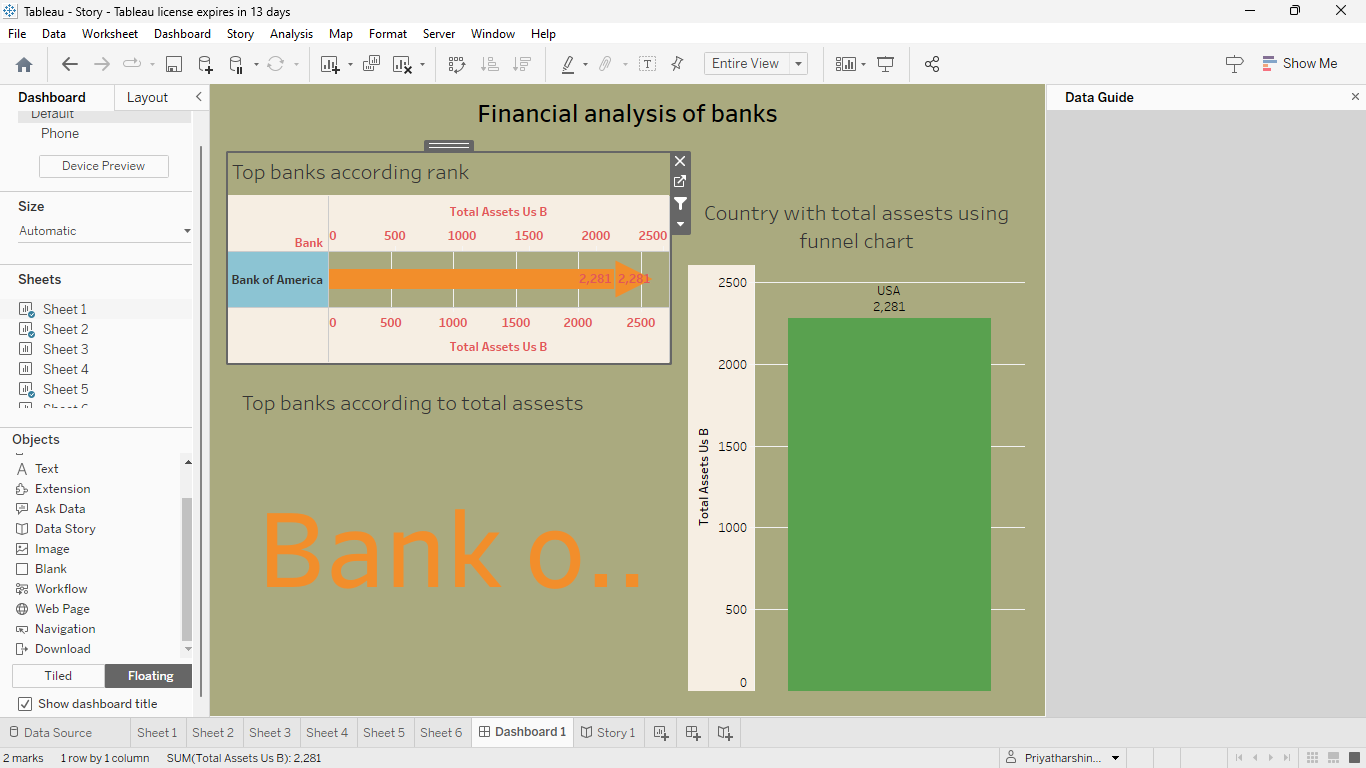 Tableau - Story - Tableau license expires in 13 days
File Data Worksheet Dashboard Story Analysis Map Format Server Window Help
Entire View
Show Me
Dashboard Layout
Default
Phone
Device Preview
Size
Automatic
Sheets
Sheet 1
Sheet 2
Sheet 3
Sheet 4
Sheet 5
Objects
Text
Extension
Ask Data
Data Story
Image
Blank
Workflow
Web Page
Navigation
Download
Tiled Floating
Show dashboard title
Financial analysis of banks
Top banks according rank
Total Assets Us B
Bank 0 500 1000 1500 2000 2500
Bank of America 2,281 2,281
0 500 1000 1500 2000 2500
Total Assets Us B
Top banks according to total assests
Bank o..
Country with total assests using
funnel chart
USA
2,281
2500
2000
1500
1000
500
0
Total Assets Us B
Data Guide
Data Source Sheet 1 Sheet 2 Sheet 3 Sheet 4 Sheet 5 Sheet 6 Dashboard 1 Story 1
2 marks 1 row by 1 column SUM(Total Assets Us B): 2,281 Priyatharshin...